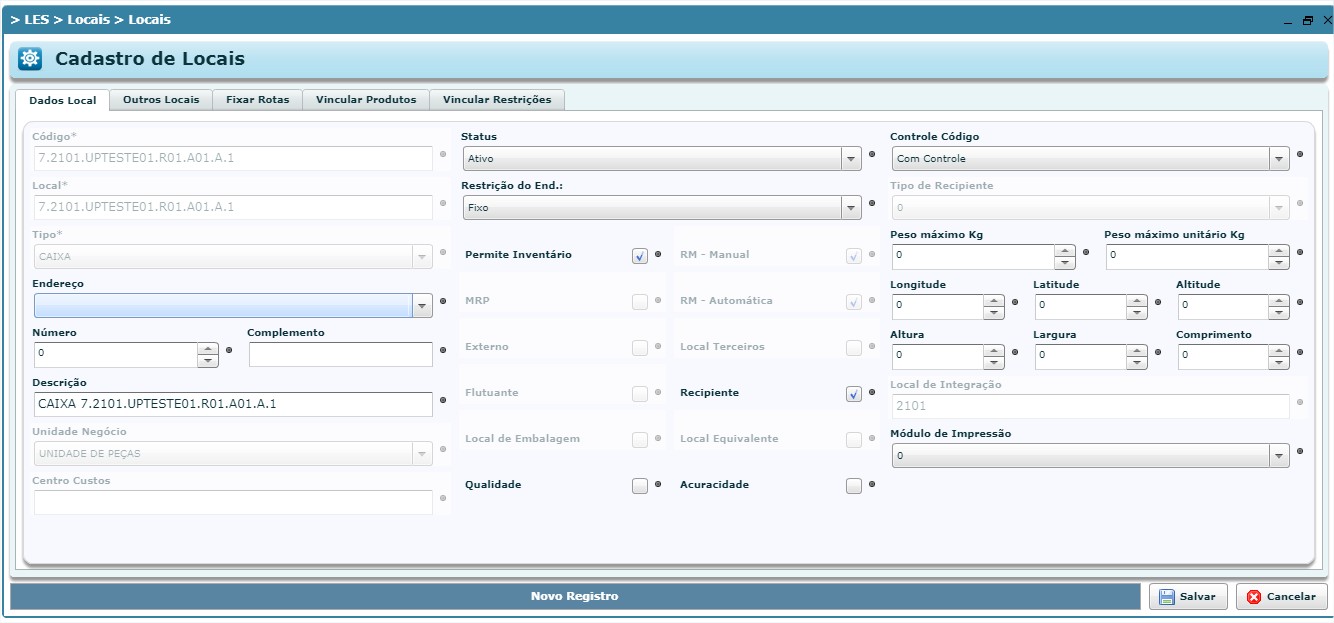 > LES > Locais > Locais
Cadastro de Locais
Dados Local
Outros Locais
Fixar Rotas
Vincular Produtos
Vincular Restrições
Código*
7.2101.UPTESTE01.R01.A01.A.1
Local*
7.2101.UPTESTE01.R01.A01.A.1
Tipo*
CAIXA
Endereço
Número
Complemento
0
Descrição
CAIXA 7.2101.UPTESTE01.R01.A01.A.1
Unidade Negócio
UNIDADE DE PEÇAS
Centro Custos
Status
Ativo
Restrição do End.:
Fixo
Permite Inventário
RM - Manual
MRP
RM - Automática
Externo
Local Terceiros
Flutuante
Recipiente
Local de Embalagem
Local Equivalente
Qualidade
Acuracidade
Controle Código
Com Controle
Tipo de Recipiente
0
Peso máximo Kg
Peso máximo unitário Kg
0
0
Longitude
Latitude
Altitude
0
0
0
Altura
Largura
Comprimento
0
0
0
Local de Integração
2101
Módulo de Impressão
0
Novo Registro
Salvar
Cancelar